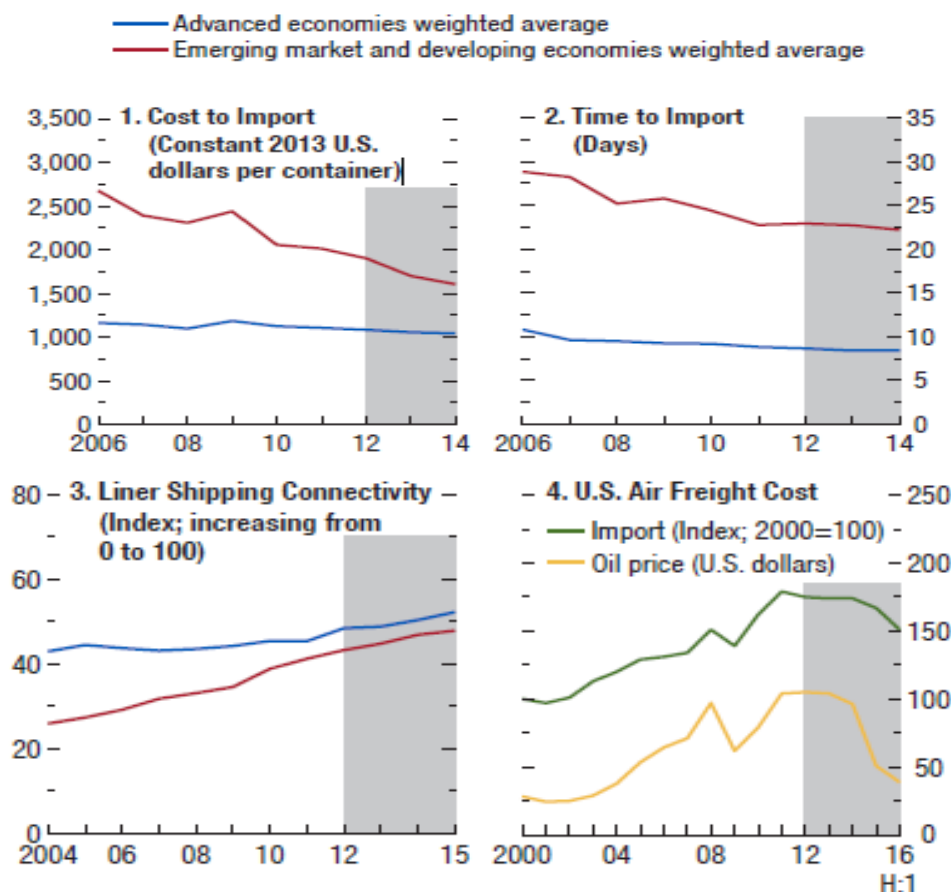 Advanced economies weighted average
Emerging market and developing economies weighted average
1. Cost to Import
(Constant 2013 U.S.
dollars per container)
3,500
3,000
2,500
2,000
1,500
1,000
500
0
2006 08 10 12 14
2. Time to Import
(Days)
35
30
25
20
15
10
5
0
2006 08 10 12 14
3. Liner Shipping Connectivity
(Index; increasing from
0 to 100)
80
60
40
20
0
2004 06 08 10 12 15
4. U.S. Air Freight Cost
Import (Index; 2000=100)
Oil price (U.S. dollars)
250
200
150
100
50
0
2000 04 08 12 16
H:1